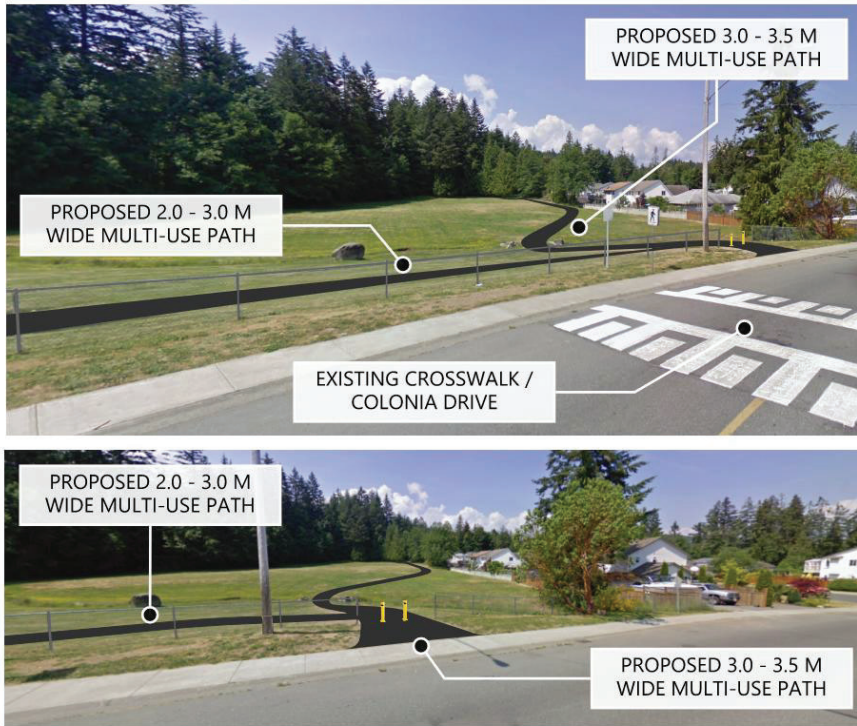 PROPOSED 3.0 - 3.5 M
WIDE MULTI-USE PATH
PROPOSED 2.0 - 3.0 M
WIDE MULTI-USE PATH
EXISTING CROSSWALK /
COLONIA DRIVE
PROPOSED 2.0 - 3.0 M
WIDE MULTI-USE PATH
PROPOSED 3.0 - 3.5 M
WIDE MULTI-USE PATH